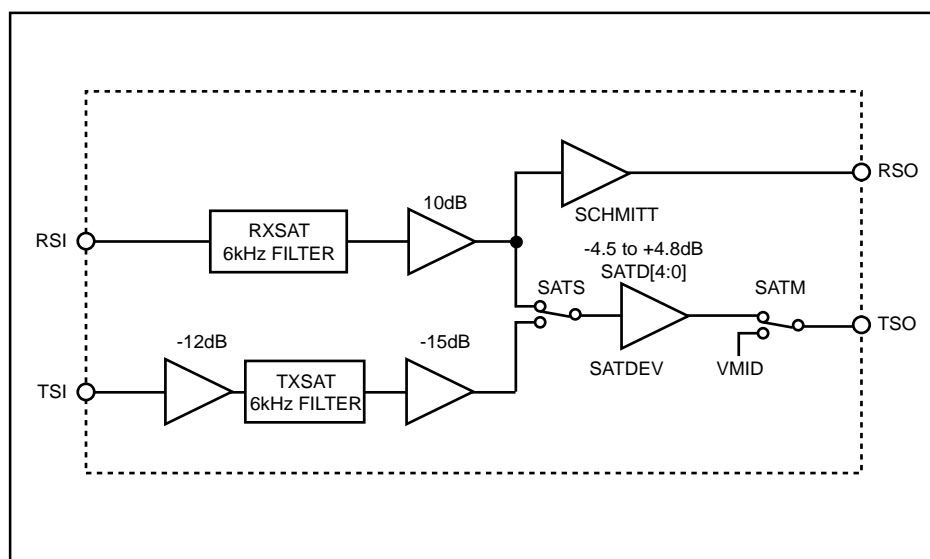 RSO
10dB
RXSAT
6kHz FILTER
SCHMITT
RSI
-4.5 to +4.8dB
SATD[4:0]
SATS
SATM
TSO
-12dB
-15dB
SATDEV
VMID
TXSAT
6kHz FILTER
TSI